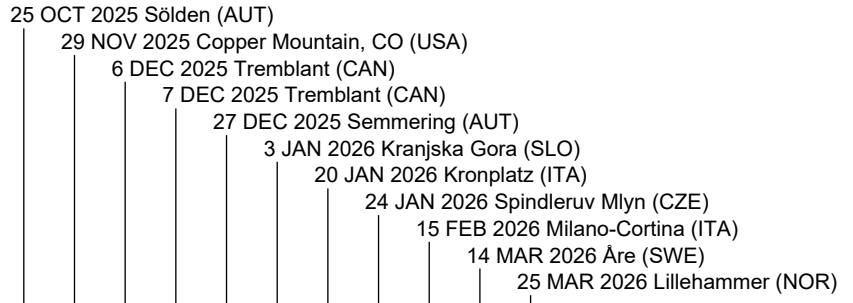 25 OCT 2025 Sölden (AUT)
29 NOV 2025 Copper Mountain, CO (USA)
6 DEC 2025 Tremblant (CAN)
7 DEC 2025 Tremblant (CAN)
27 DEC 2025 Semmering (AUT)
3 JAN 2026 Kranjska Gora (SLO)
20 JAN 2026 Kronplatz (ITA)
24 JAN 2026 Spindleruv Mlyn (CZE)
15 FEB 2026 Milano-Cortina (ITA)
14 MAR 2026 Åre (SWE)
25 MAR 2026 Lillehammer (NOR)